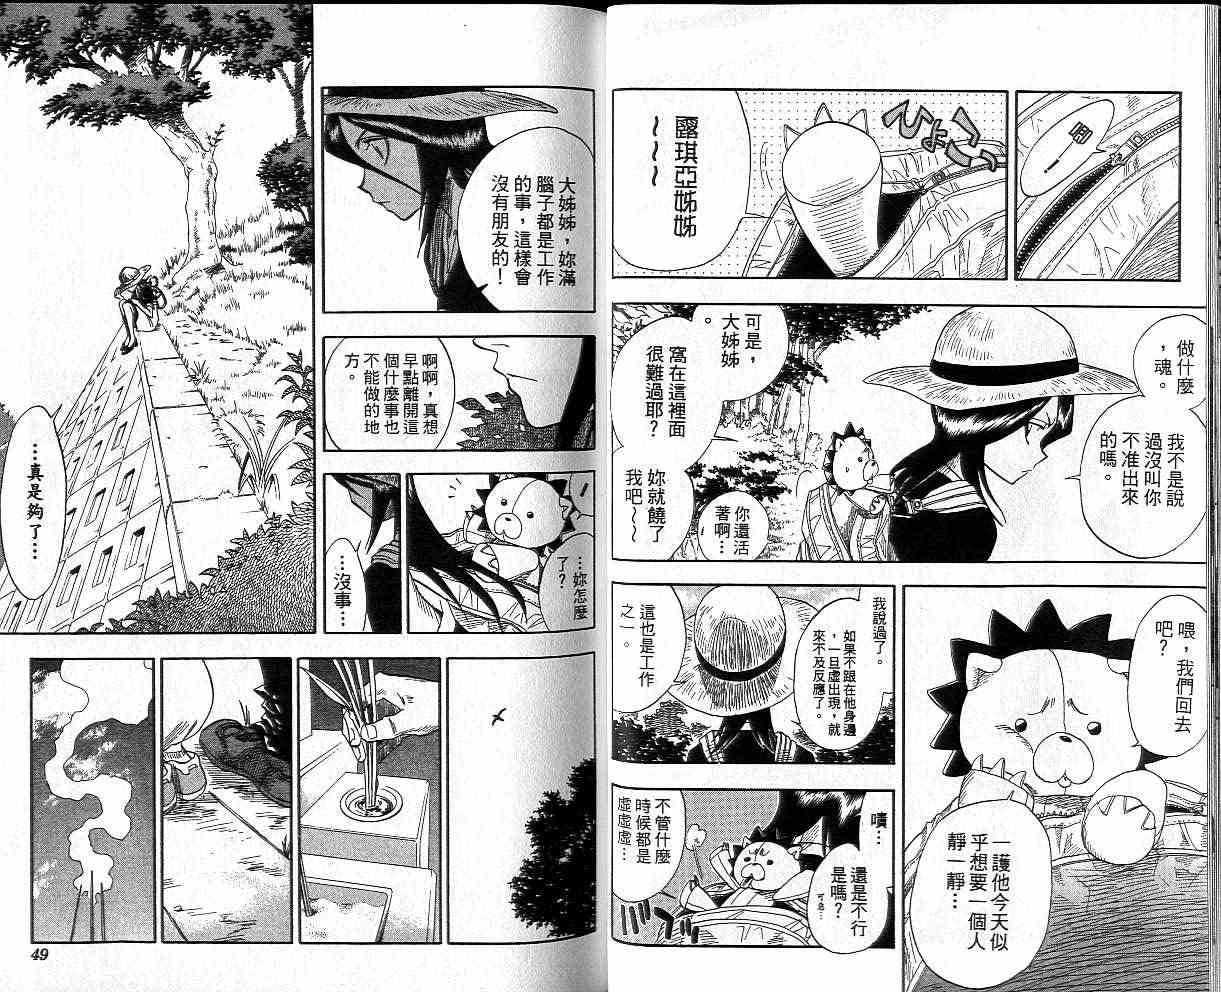 ひょこっ
露琪亞姊姊
～～～
做什麼
，魂。
我不是說
過沒叫你
不准出來
的嗎。
可是，
大姊姊
。
窩在這裡面
很難過耶？
妳就饒了
我吧～
你還活
著啊…
喂，我們回去
吧？
一護他今天似
乎想要一個人
靜一靜…
我說過了。
如果不跟在他身邊
，一旦虛出現，就
來不及反應了。
這也是工作
之一。
嘖…
還是不行
是嗎？
可惡…
不管什麼
時候都是
虛虛虛…
大姊姊，妳滿
腦子都是工作
的事，這樣會
沒有朋友的！
啊啊，真想
早點離開這
個什麼事也
不能做的地
方。
…妳怎麼
了？
…沒事…
…真是夠了…
49